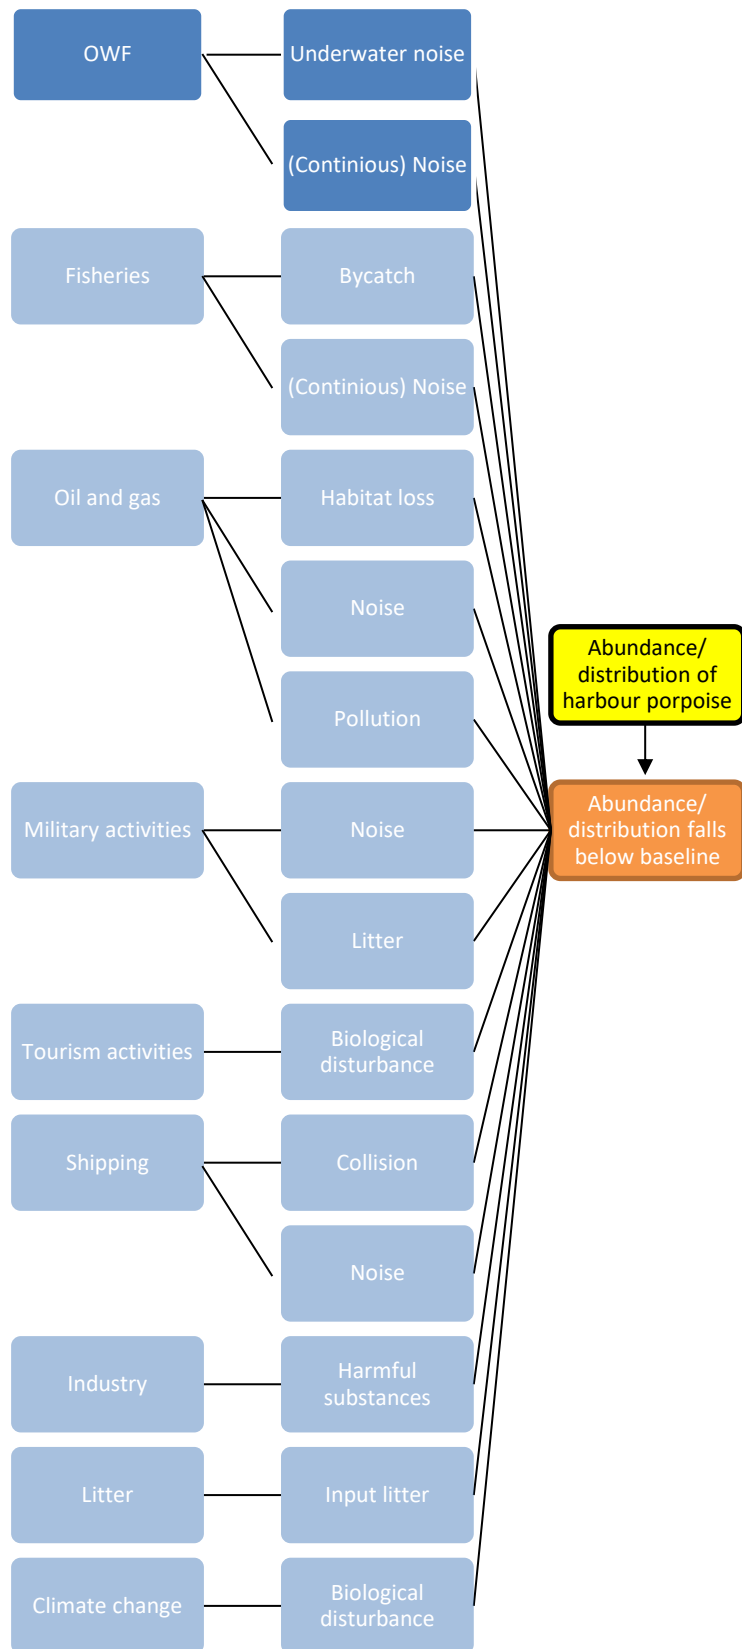 OWF
Underwater noise
(Continious) Noise
Fisheries
Bycatch
(Continious) Noise
Oil and gas
Habitat loss
Noise
Pollution
Abundance/
distribution of
harbour porpoise
Military activities
Noise
Abundance/
distribution falls
below baseline
Litter
Tourism activities
Biological
disturbance
Shipping
Collision
Noise
Industry
Harmful
substances
Litter
Input litter
Climate change
Biological
disturbance